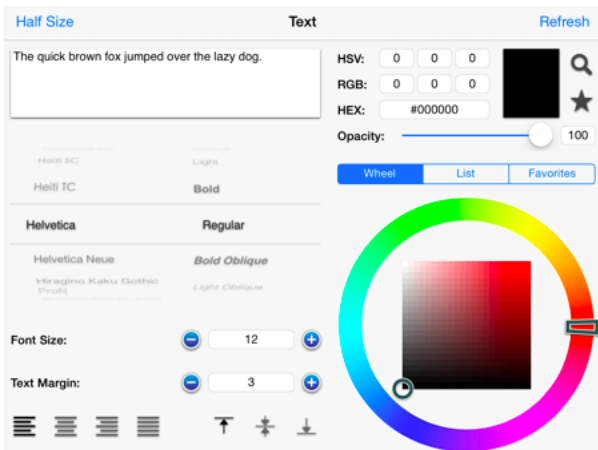 Half Size
Text
Refresh
The quick brown fox jumped over the lazy dog.
HSV: 0 0 0
RGB: 0 0 0
HEX: #000000
Opacity: 100
Wheel List Favorites
Heiti SC Light
Heiti TC Bold
Helvetica Regular
Helvetica Neue Bold Oblique
Hiragino Kaku Gothic Light Oblique
ProN
Font Size: 12
Text Margin: 3